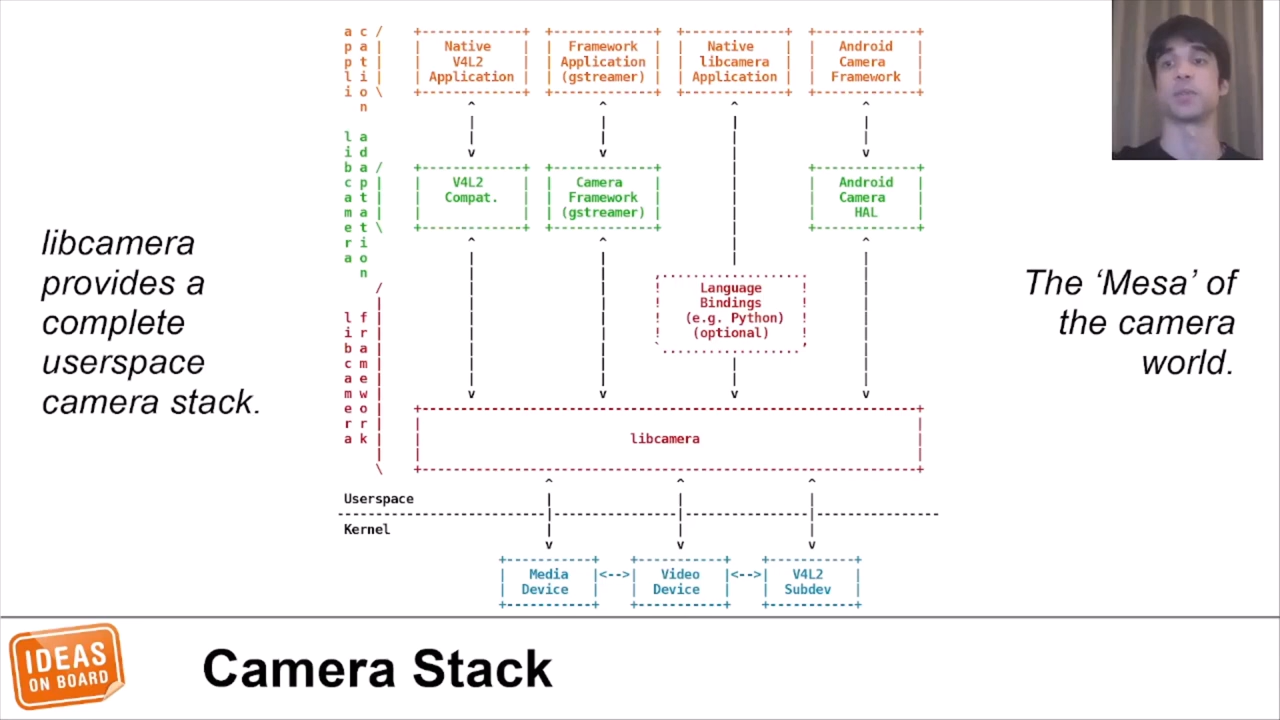 application
Native
V4L2
Application
Framework
Application
(gstreamer)
Native
libcamera
Application
Android
Camera
Framework
libcamera
adaptation
V4L2
Compat.
Camera
Framework
(gstreamer)
Android
Camera
HAL
libcamera
framework
Language
Bindings
(e.g. Python)
(optional)
libcamera
Userspace
Kernel
Media
Device
Video
Device
V4L2
Subdev
libcamera
provides a
complete
userspace
camera stack.
The ‘Mesa’ of
the camera
world.
IDEAS
ON BOARD
Camera Stack